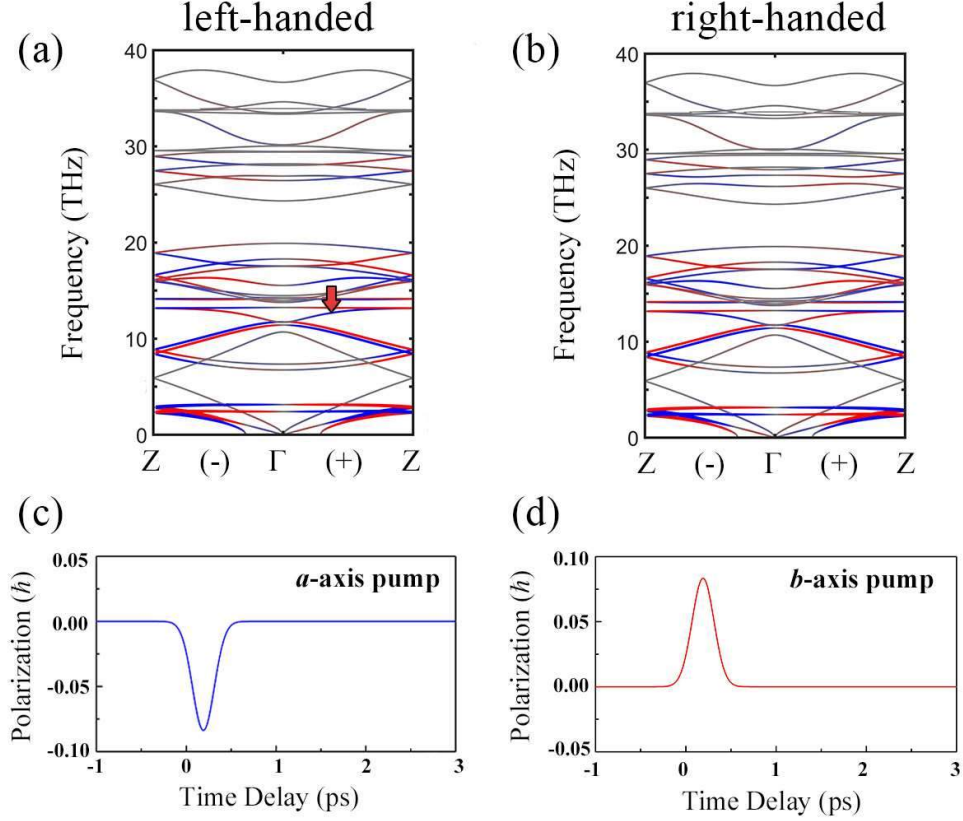 left-handed
right-handed
(a)
(b)
Frequency (THz)
40
30
20
10
0
Z (-) Γ (+) Z
Frequency (THz)
40
30
20
10
0
Z (-) Γ (+) Z
(c)
(d)
Polarization (ℏ)
0.05
0.00
-0.05
-0.10
a-axis pump
-1 0 1 2 3
Time Delay (ps)
Polarization (ℏ)
0.10
0.05
0.00
-0.05
b-axis pump
-1 0 1 2 3
Time Delay (ps)